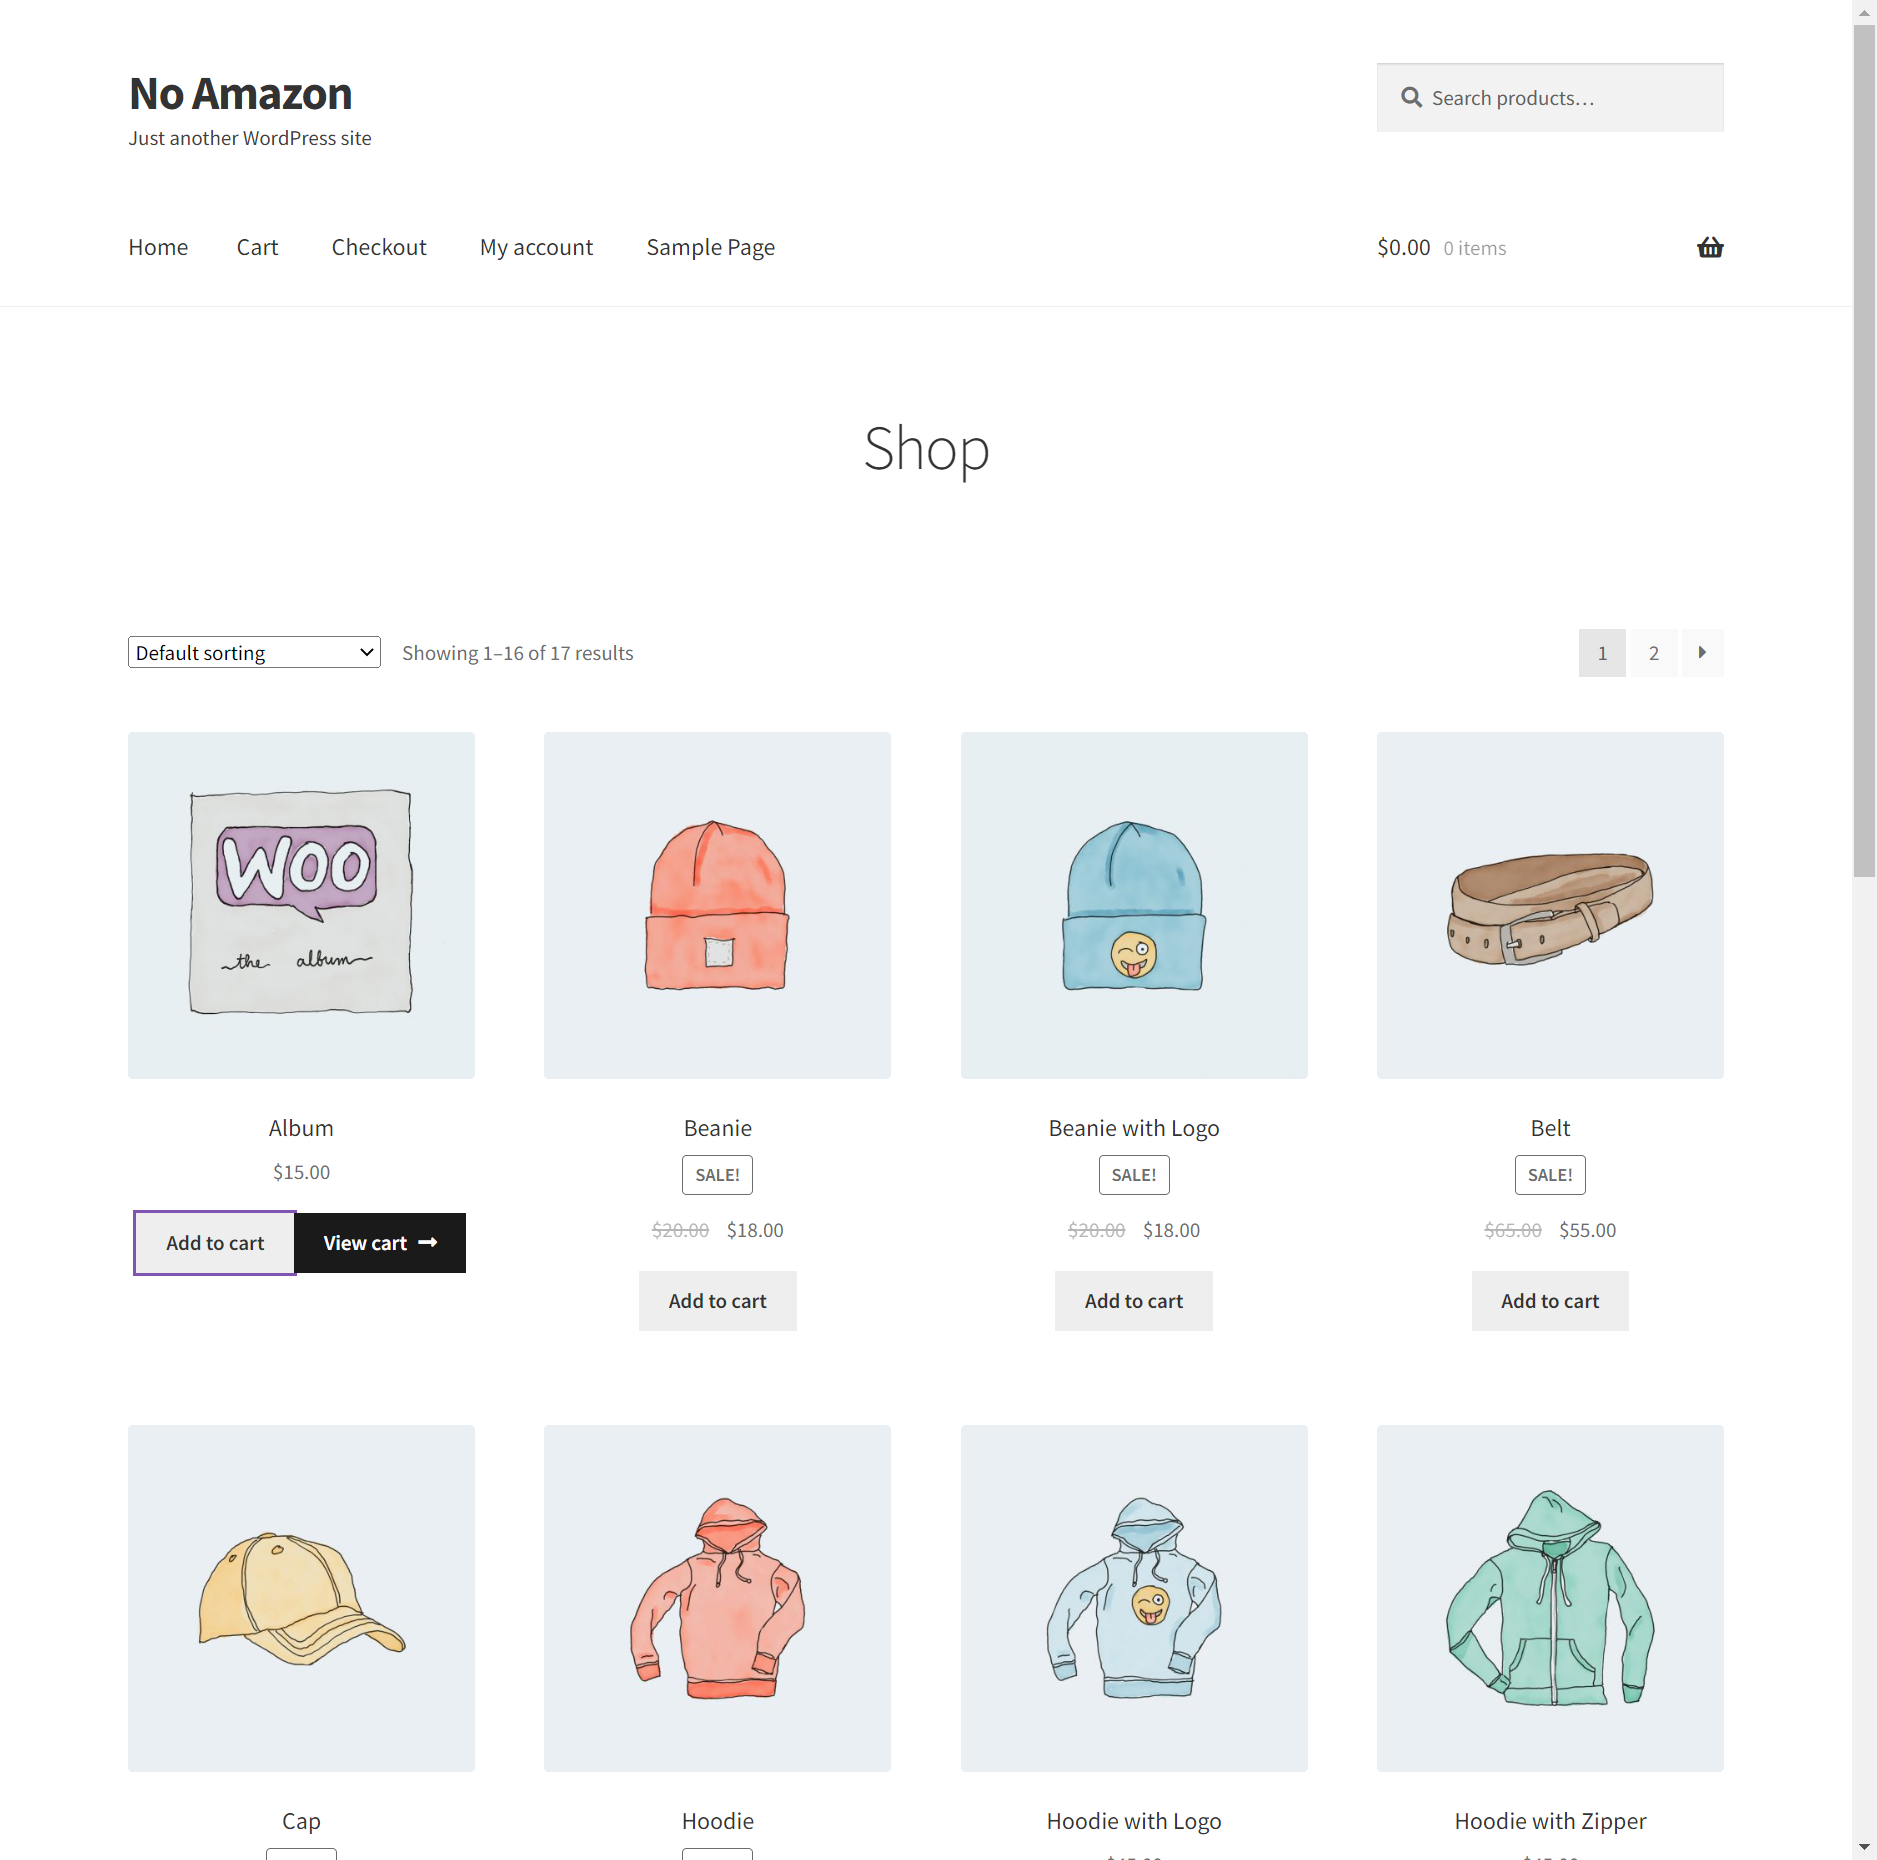 No Amazon
Just another WordPress site
Search products…
Home Cart Checkout My account Sample Page
$0.00 0 items
Shop
Default sorting Showing 1–16 of 17 results
1 2
WOO
the album
Album
$15.00
Add to cart View cart
Beanie
SALE!
$20.00 $18.00
Add to cart
Beanie with Logo
SALE!
$20.00 $18.00
Add to cart
Belt
SALE!
$65.00 $55.00
Add to cart
Cap
Hoodie
Hoodie with Logo
Hoodie with Zipper